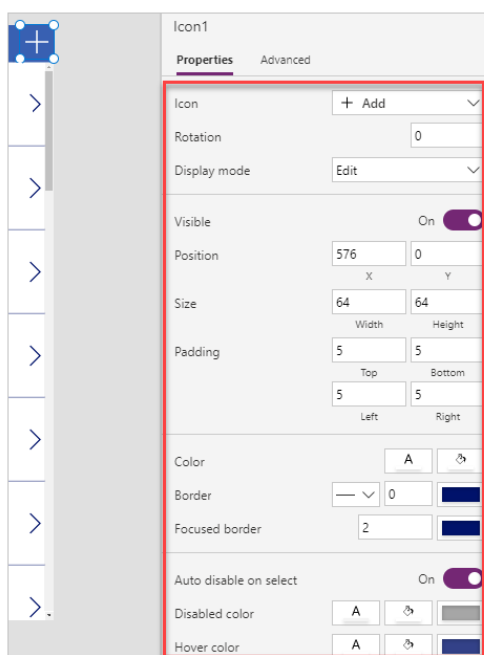 Icon1
Properties Advanced
Icon + Add
Rotation 0
Display mode Edit
Visible On
Position 576 0
X Y
Size 64 64
Width Height
Padding 5 5
Top Bottom
5 5
Left Right
Color A
Border 0
Focused border 2
Auto disable on select On
Disabled color A
Hover color A